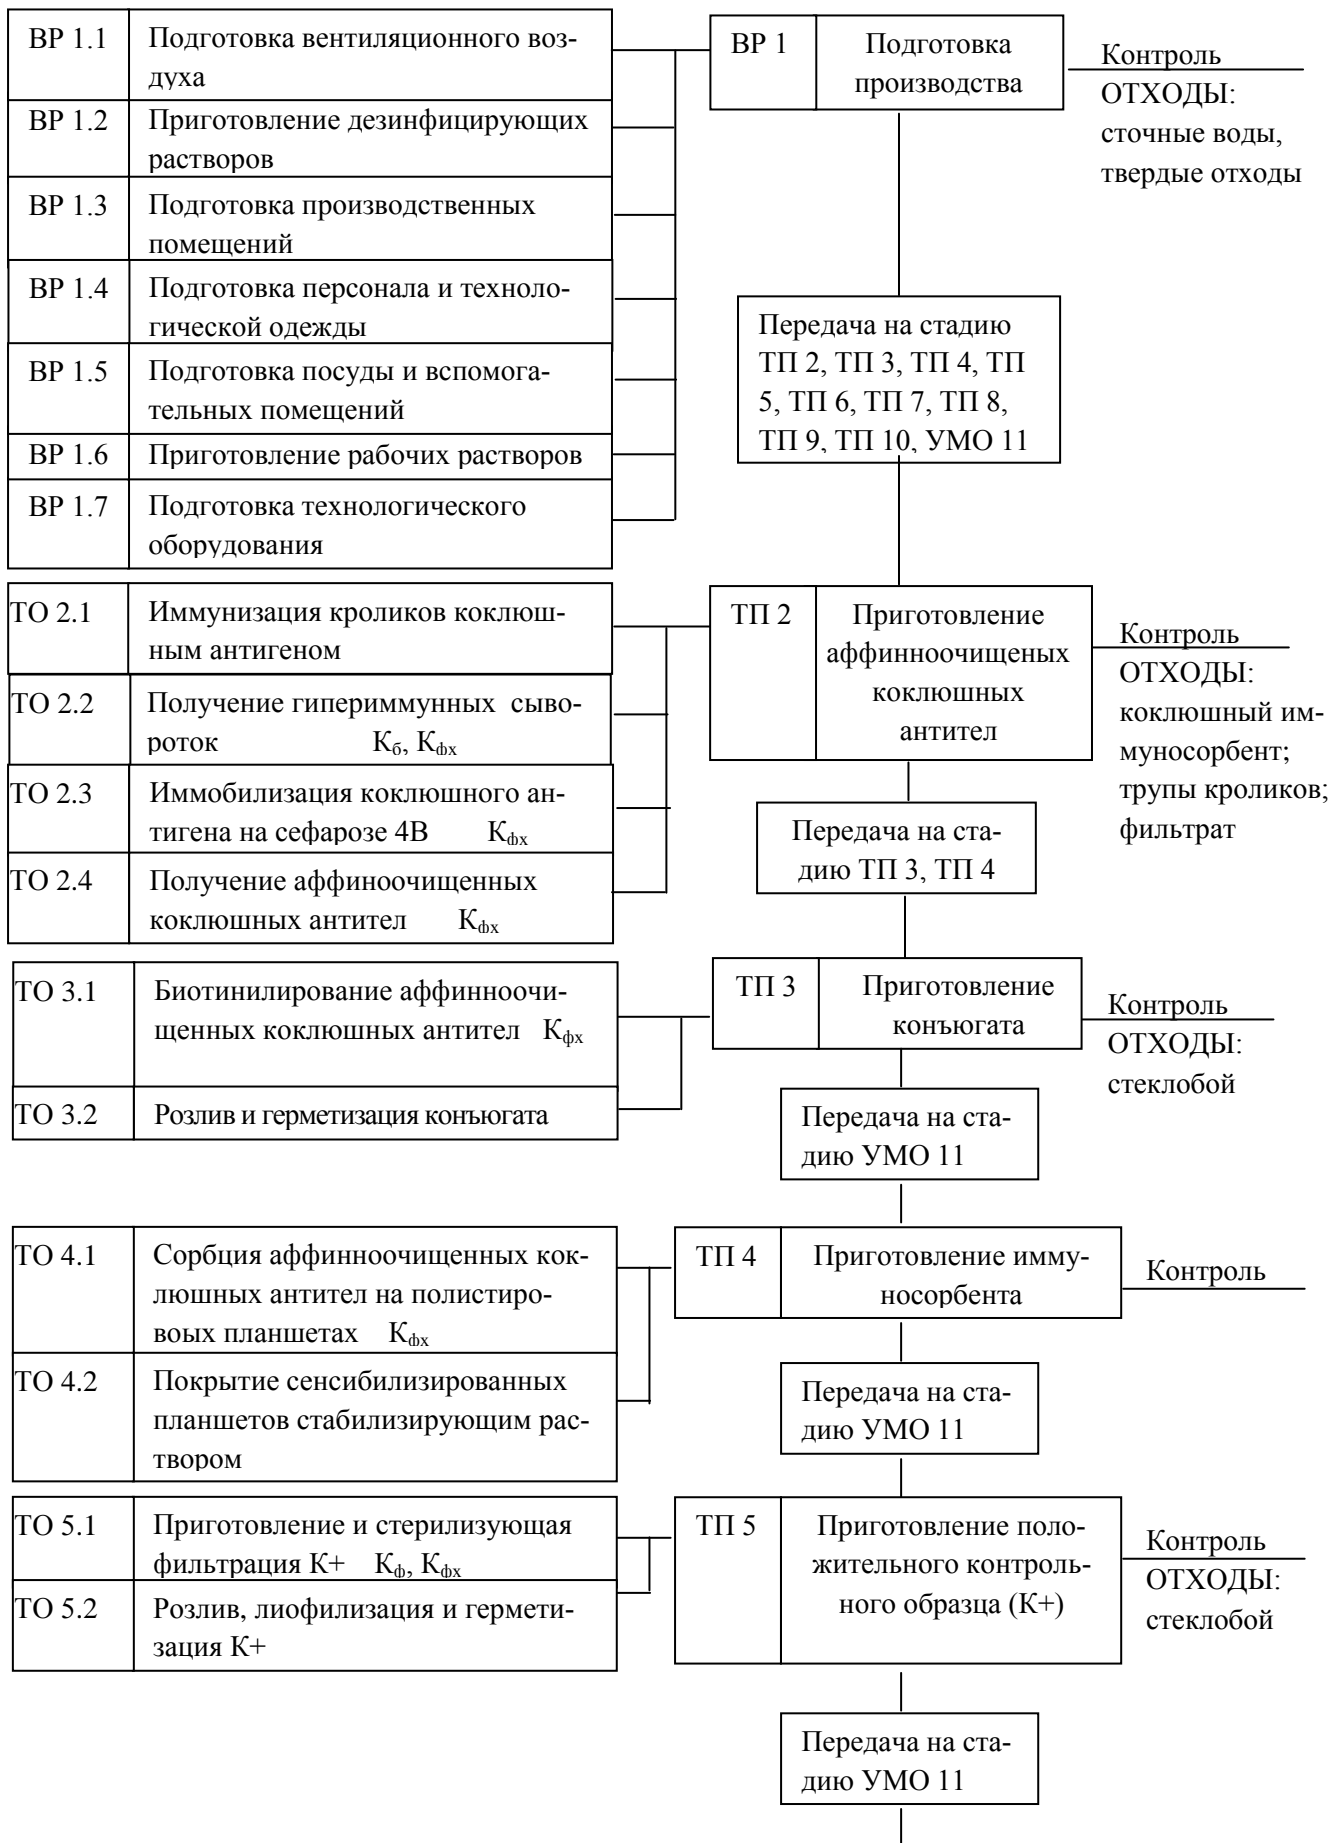 ВР 1.1
Подготовка вентиляционного воз-
духа
ВР 1.2
Приготовление дезинфицирующих
растворов
ВР 1.3
Подготовка производственных
помещений
ВР 1.4
Подготовка персонала и техноло-
гической одежды
ВР 1.5
Подготовка посуды и вспомога-
тельных помещений
ВР 1.6
Приготовление рабочих растворов
ВР 1.7
Подготовка технологического
оборудования
ВР 1
Подготовка
производства
Контроль
ОТХОДЫ:
сточные воды,
твердые отходы
Передача на стадию
ТП 2, ТП 3, ТП 4, ТП
5, ТП 6, ТП 7, ТП 8,
ТП 9, ТП 10, УМО 11
ТО 2.1
Иммунизация кроликов коклюш-
ным антигеном
ТО 2.2
Получение гипериммунных сыво-
роток Кб, Кфх
ТО 2.3
Иммобилизация коклюшного ан-
тигена на сефарозе 4В Кфх
ТО 2.4
Получение аффиноочищенных
коклюшных антител Кфх
ТП 2
Приготовление
аффинноочищеных
коклюшных
антител
Контроль
ОТХОДЫ:
коклюшный им-
муносорбент;
трупы кроликов;
фильтрат
Передача на ста-
дию ТП 3, ТП 4
ТО 3.1
Биотинилирование аффинноочи-
щенных коклюшных антител Кфх
ТО 3.2
Розлив и герметизация конъюгата
ТП 3
Приготовление
конъюгата
Контроль
ОТХОДЫ:
стеклобой
Передача на ста-
дию УМО 11
ТО 4.1
Сорбция аффинноочищенных кок-
люшных антител на полистиро-
воых планшетах Кфх
ТО 4.2
Покрытие сенсибилизированных
планшетов стабилизирующим рас-
твором
ТП 4
Приготовление имму-
носорбента
Контроль
Передача на ста-
дию УМО 11
ТО 5.1
Приготовление и стерилизующая
фильтрация К+ Кф, Кфх
ТО 5.2
Розлив, лиофилизация и гермети-
зация К+
ТП 5
Приготовление поло-
жительного контроль-
ного образца (К+)
Контроль
ОТХОДЫ:
стеклобой
Передача на ста-
дию УМО 11